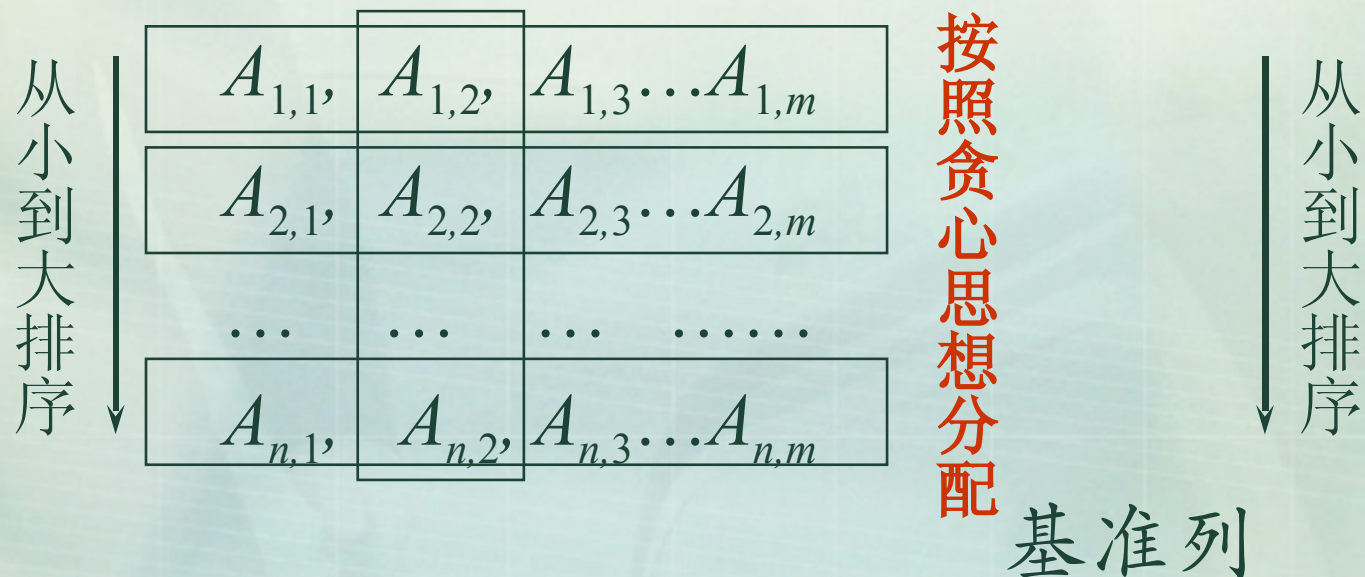 从小到大排序
A1,1, A1,2, A1,3…A1,m
A2,1, A2,2, A2,3…A2,m
… … … ……
An,1, An,2, An,3…An,m
按照贪心思想分配
从小到大排序
基准列